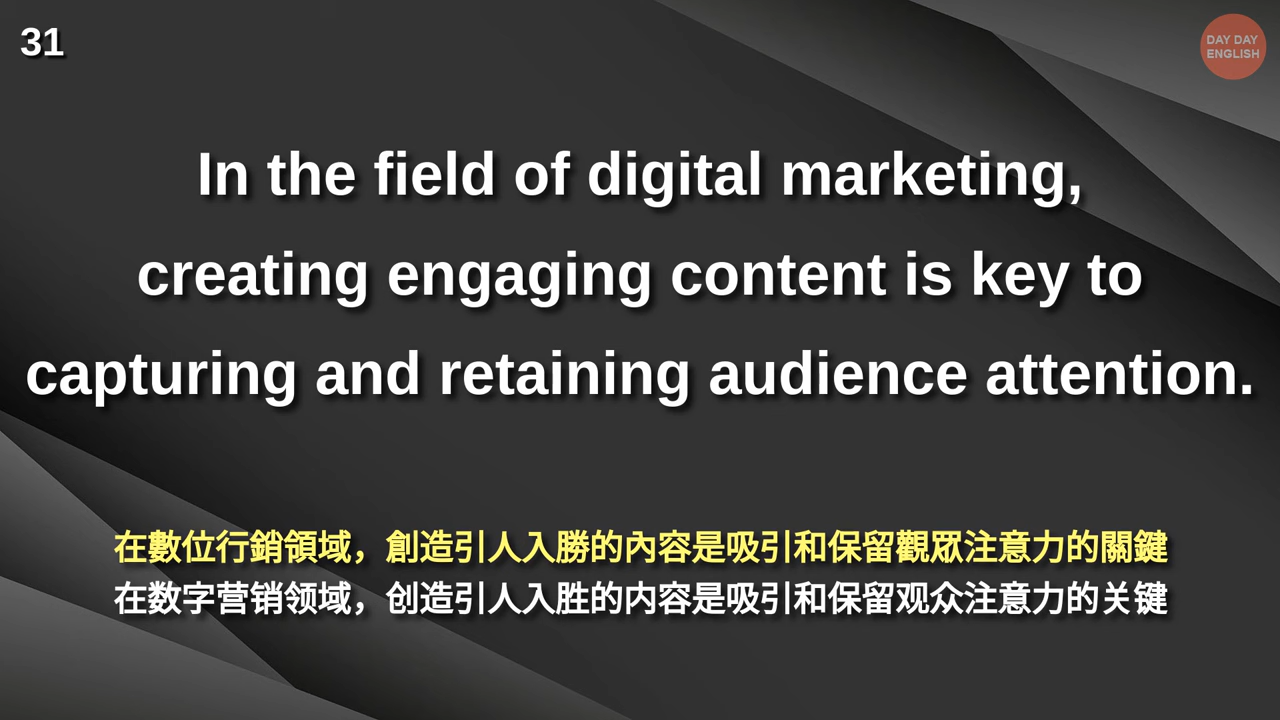 31
DAY DAY
ENGLISH
In the field of digital marketing,
creating engaging content is key to
capturing and retaining audience attention.
在數位行銷領域，創造引人入勝的內容是吸引和保留觀眾注意力的關鍵
在数字营销领域，创造引人入胜的内容是吸引和保留观众注意力的关键